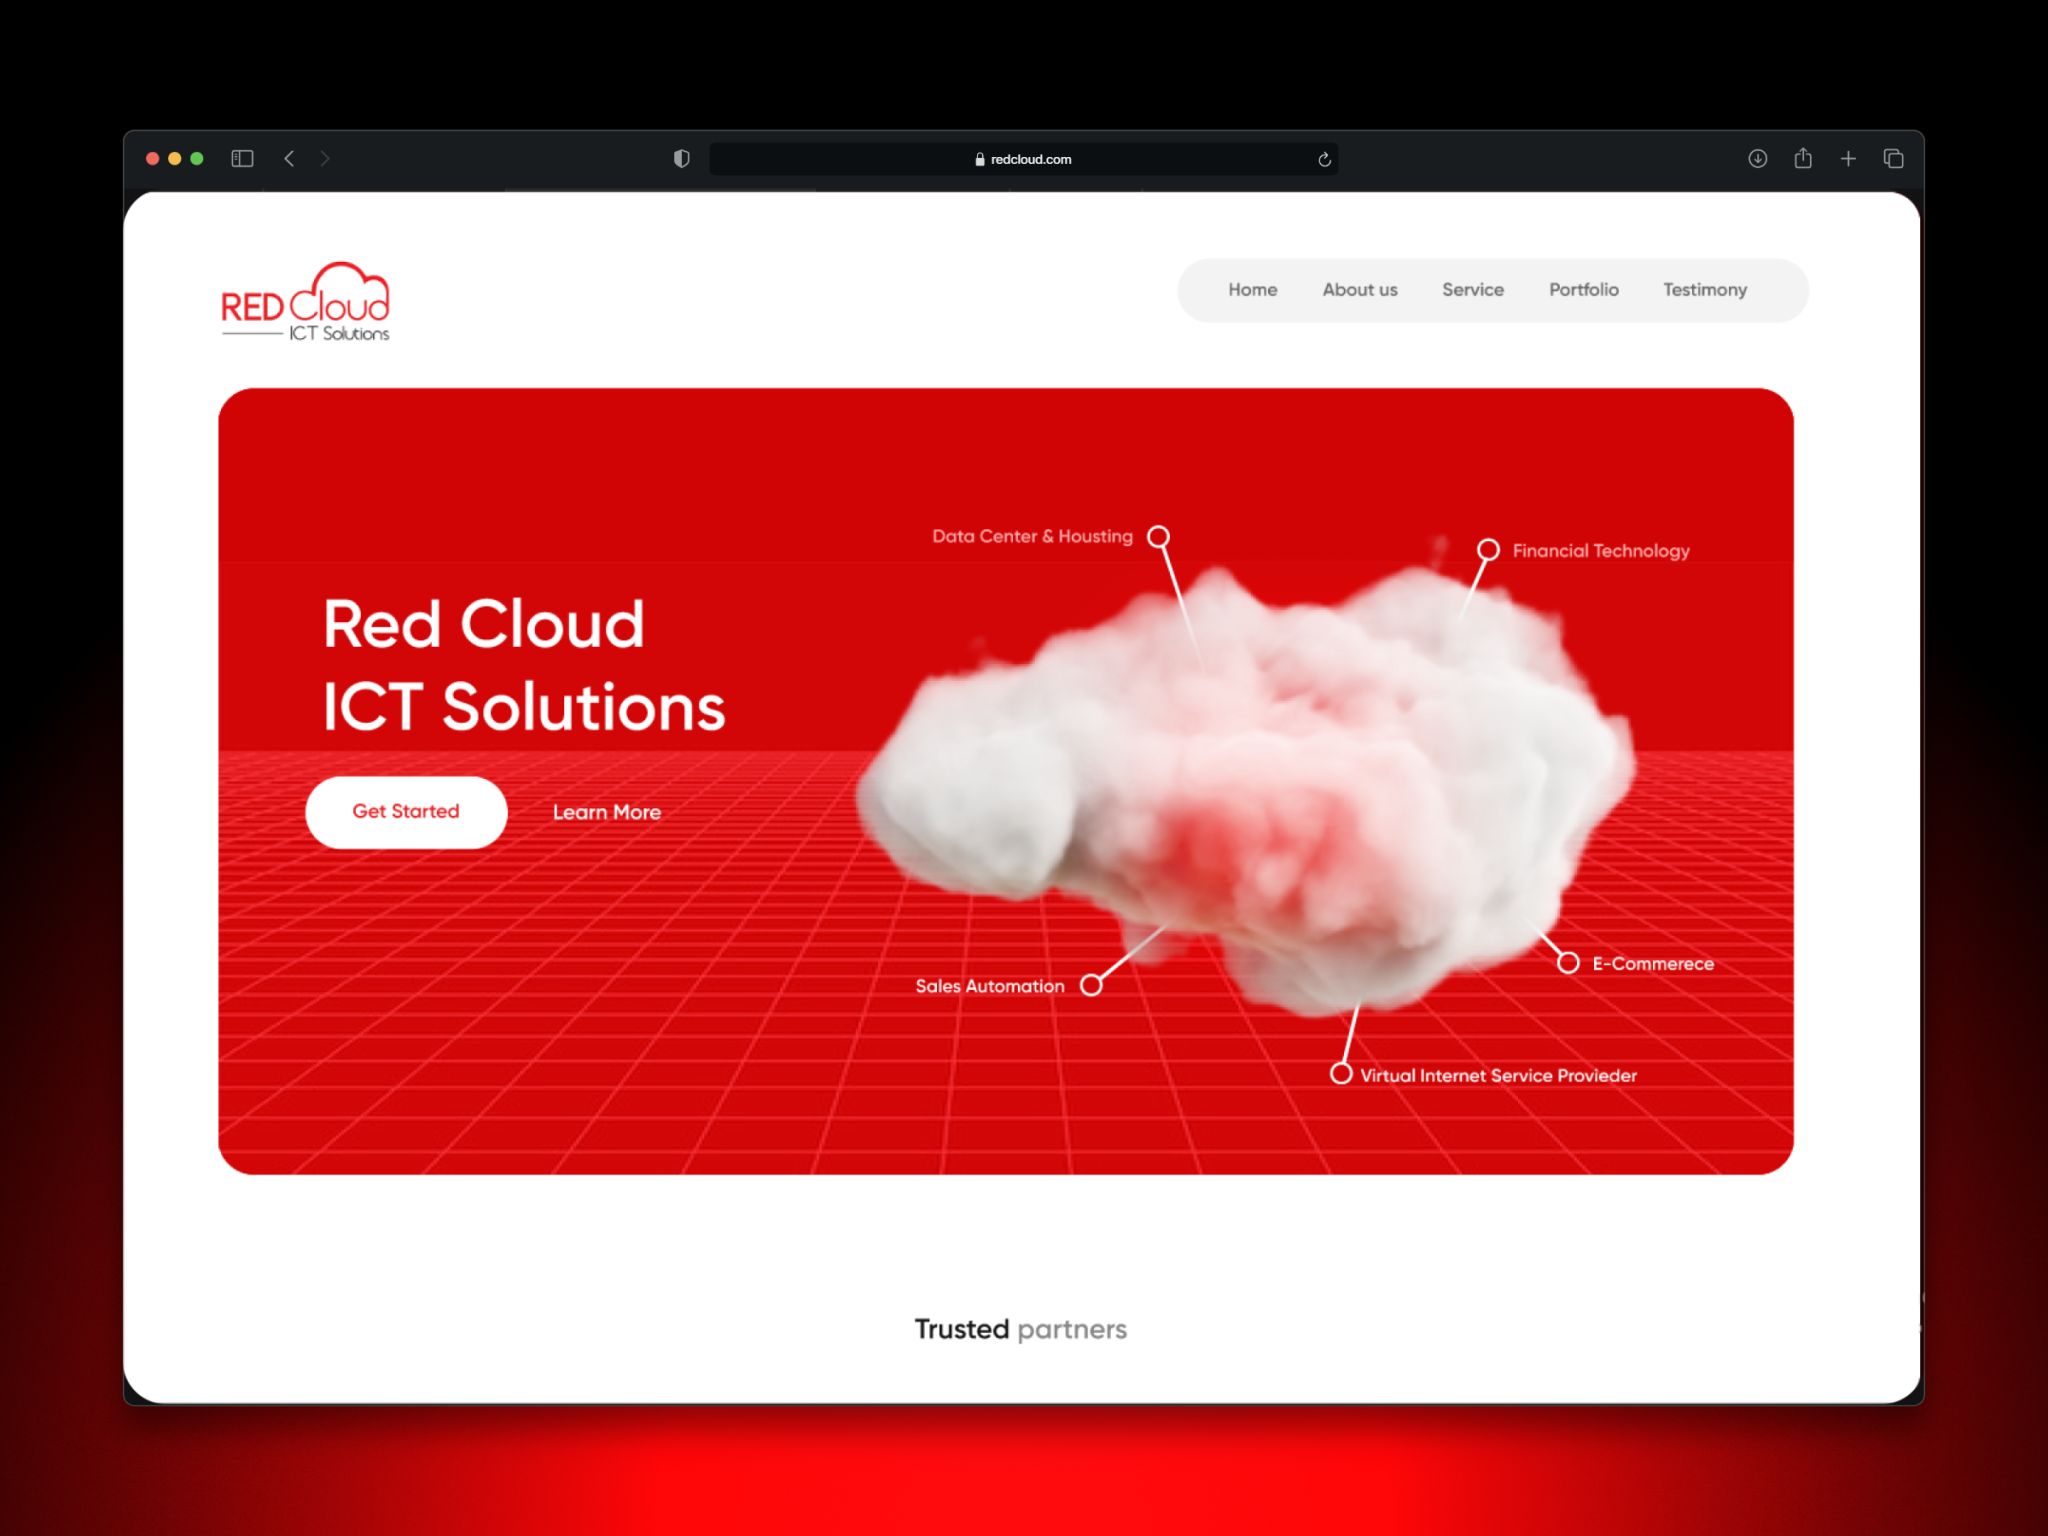 redcloud.com
RED Cloud
ICT Solutions
Home About us Service Portfolio Testimony
Data Center & Housting
Financial Technology
Red Cloud
ICT Solutions
Get Started Learn More
E-Commerece
Sales Automation
Virtual Internet Service Provieder
Trusted partners